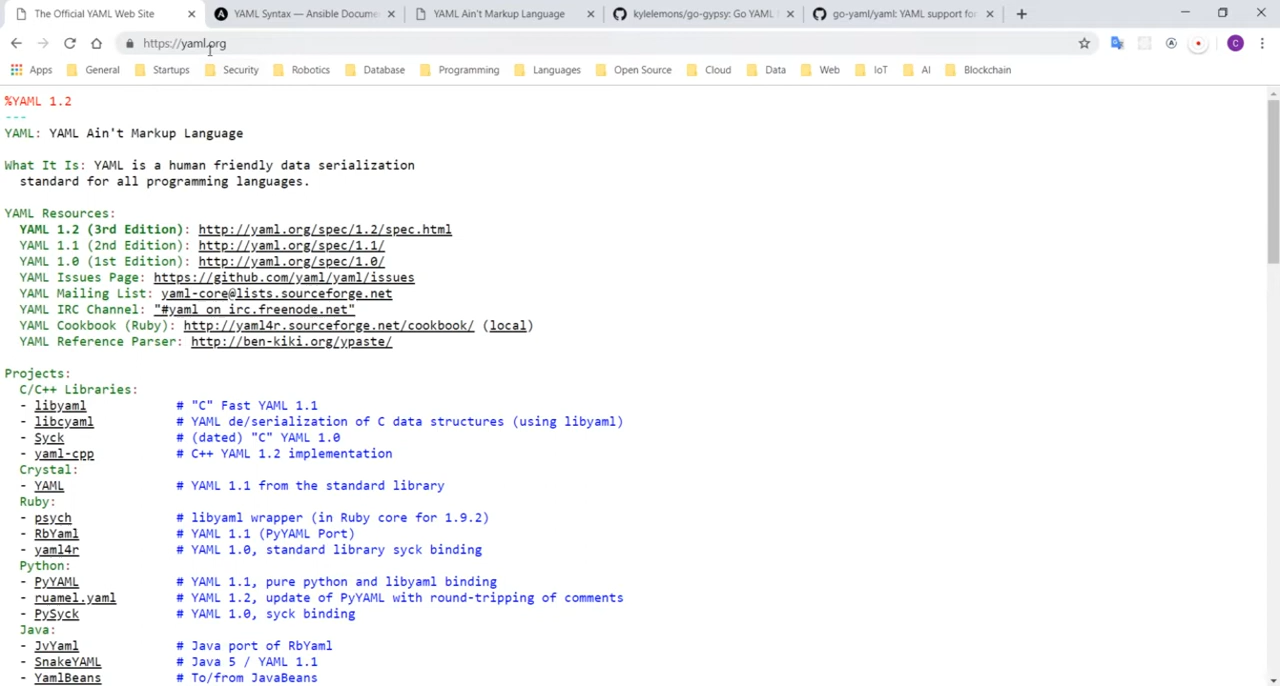 The Official YAML Web Site
YAML Syntax — Ansible Docume
YAML Ain't Markup Language
kylelemons/go-gypsy: Go YAML
go-yaml/yaml: YAML support for
https://yaml.org
C
Apps General Startups Security Robotics Database Programming Languages Open Source Cloud Data Web IoT AI Blockchain
%YAML 1.2
---
YAML: YAML Ain't Markup Language
What It Is: YAML is a human friendly data serialization
standard for all programming languages.
YAML Resources:
YAML 1.2 (3rd Edition): http://yaml.org/spec/1.2/spec.html
YAML 1.1 (2nd Edition): http://yaml.org/spec/1.1/
YAML 1.0 (1st Edition): http://yaml.org/spec/1.0/
YAML Issues Page: https://github.com/yaml/yaml/issues
YAML Mailing List: yaml-core@lists.sourceforge.net
YAML IRC Channel: "#yaml on irc.freenode.net"
YAML Cookbook (Ruby): http://yaml4r.sourceforge.net/cookbook/ (local)
YAML Reference Parser: http://ben-kiki.org/ypaste/
Projects:
C/C++ Libraries:
- libyaml # "C" Fast YAML 1.1
- libcyaml # YAML de/serialization of C data structures (using libyaml)
- Syck # (dated) "C" YAML 1.0
- yaml-cpp # C++ YAML 1.2 implementation
Crystal:
- YAML # YAML 1.1 from the standard library
Ruby:
- psych # libyaml wrapper (in Ruby core for 1.9.2)
- RbYaml # YAML 1.1 (PyYAML Port)
- yaml4r # YAML 1.0, standard library syck binding
Python:
- PyYAML # YAML 1.1, pure python and libyaml binding
- ruamel.yaml # YAML 1.2, update of PyYAML with round-tripping of comments
- PySyck # YAML 1.0, syck binding
Java:
- JvYaml # Java port of RbYaml
- SnakeYAML # Java 5 / YAML 1.1
- YamlBeans # To/from JavaBeans